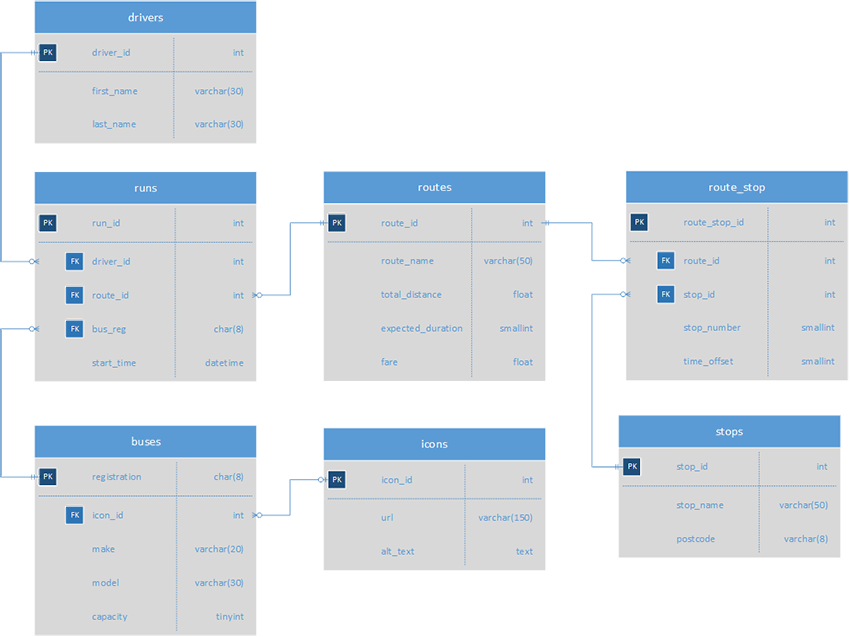 drivers
PK driver_id int
first_name varchar(30)
last_name varchar(30)
runs
PK run_id int
FK driver_id int
FK route_id int
FK bus_reg char(8)
start_time datetime
routes
PK route_id int
route_name varchar(50)
total_distance float
expected_duration smallint
fare float
route_stop
PK route_stop_id int
FK route_id int
FK stop_id int
stop_number smallint
time_offset smallint
buses
PK registration char(8)
FK icon_id int
make varchar(20)
model varchar(30)
capacity tinyint
icons
PK icon_id int
url varchar(150)
alt_text text
stops
PK stop_id int
stop_name varchar(50)
postcode varchar(8)